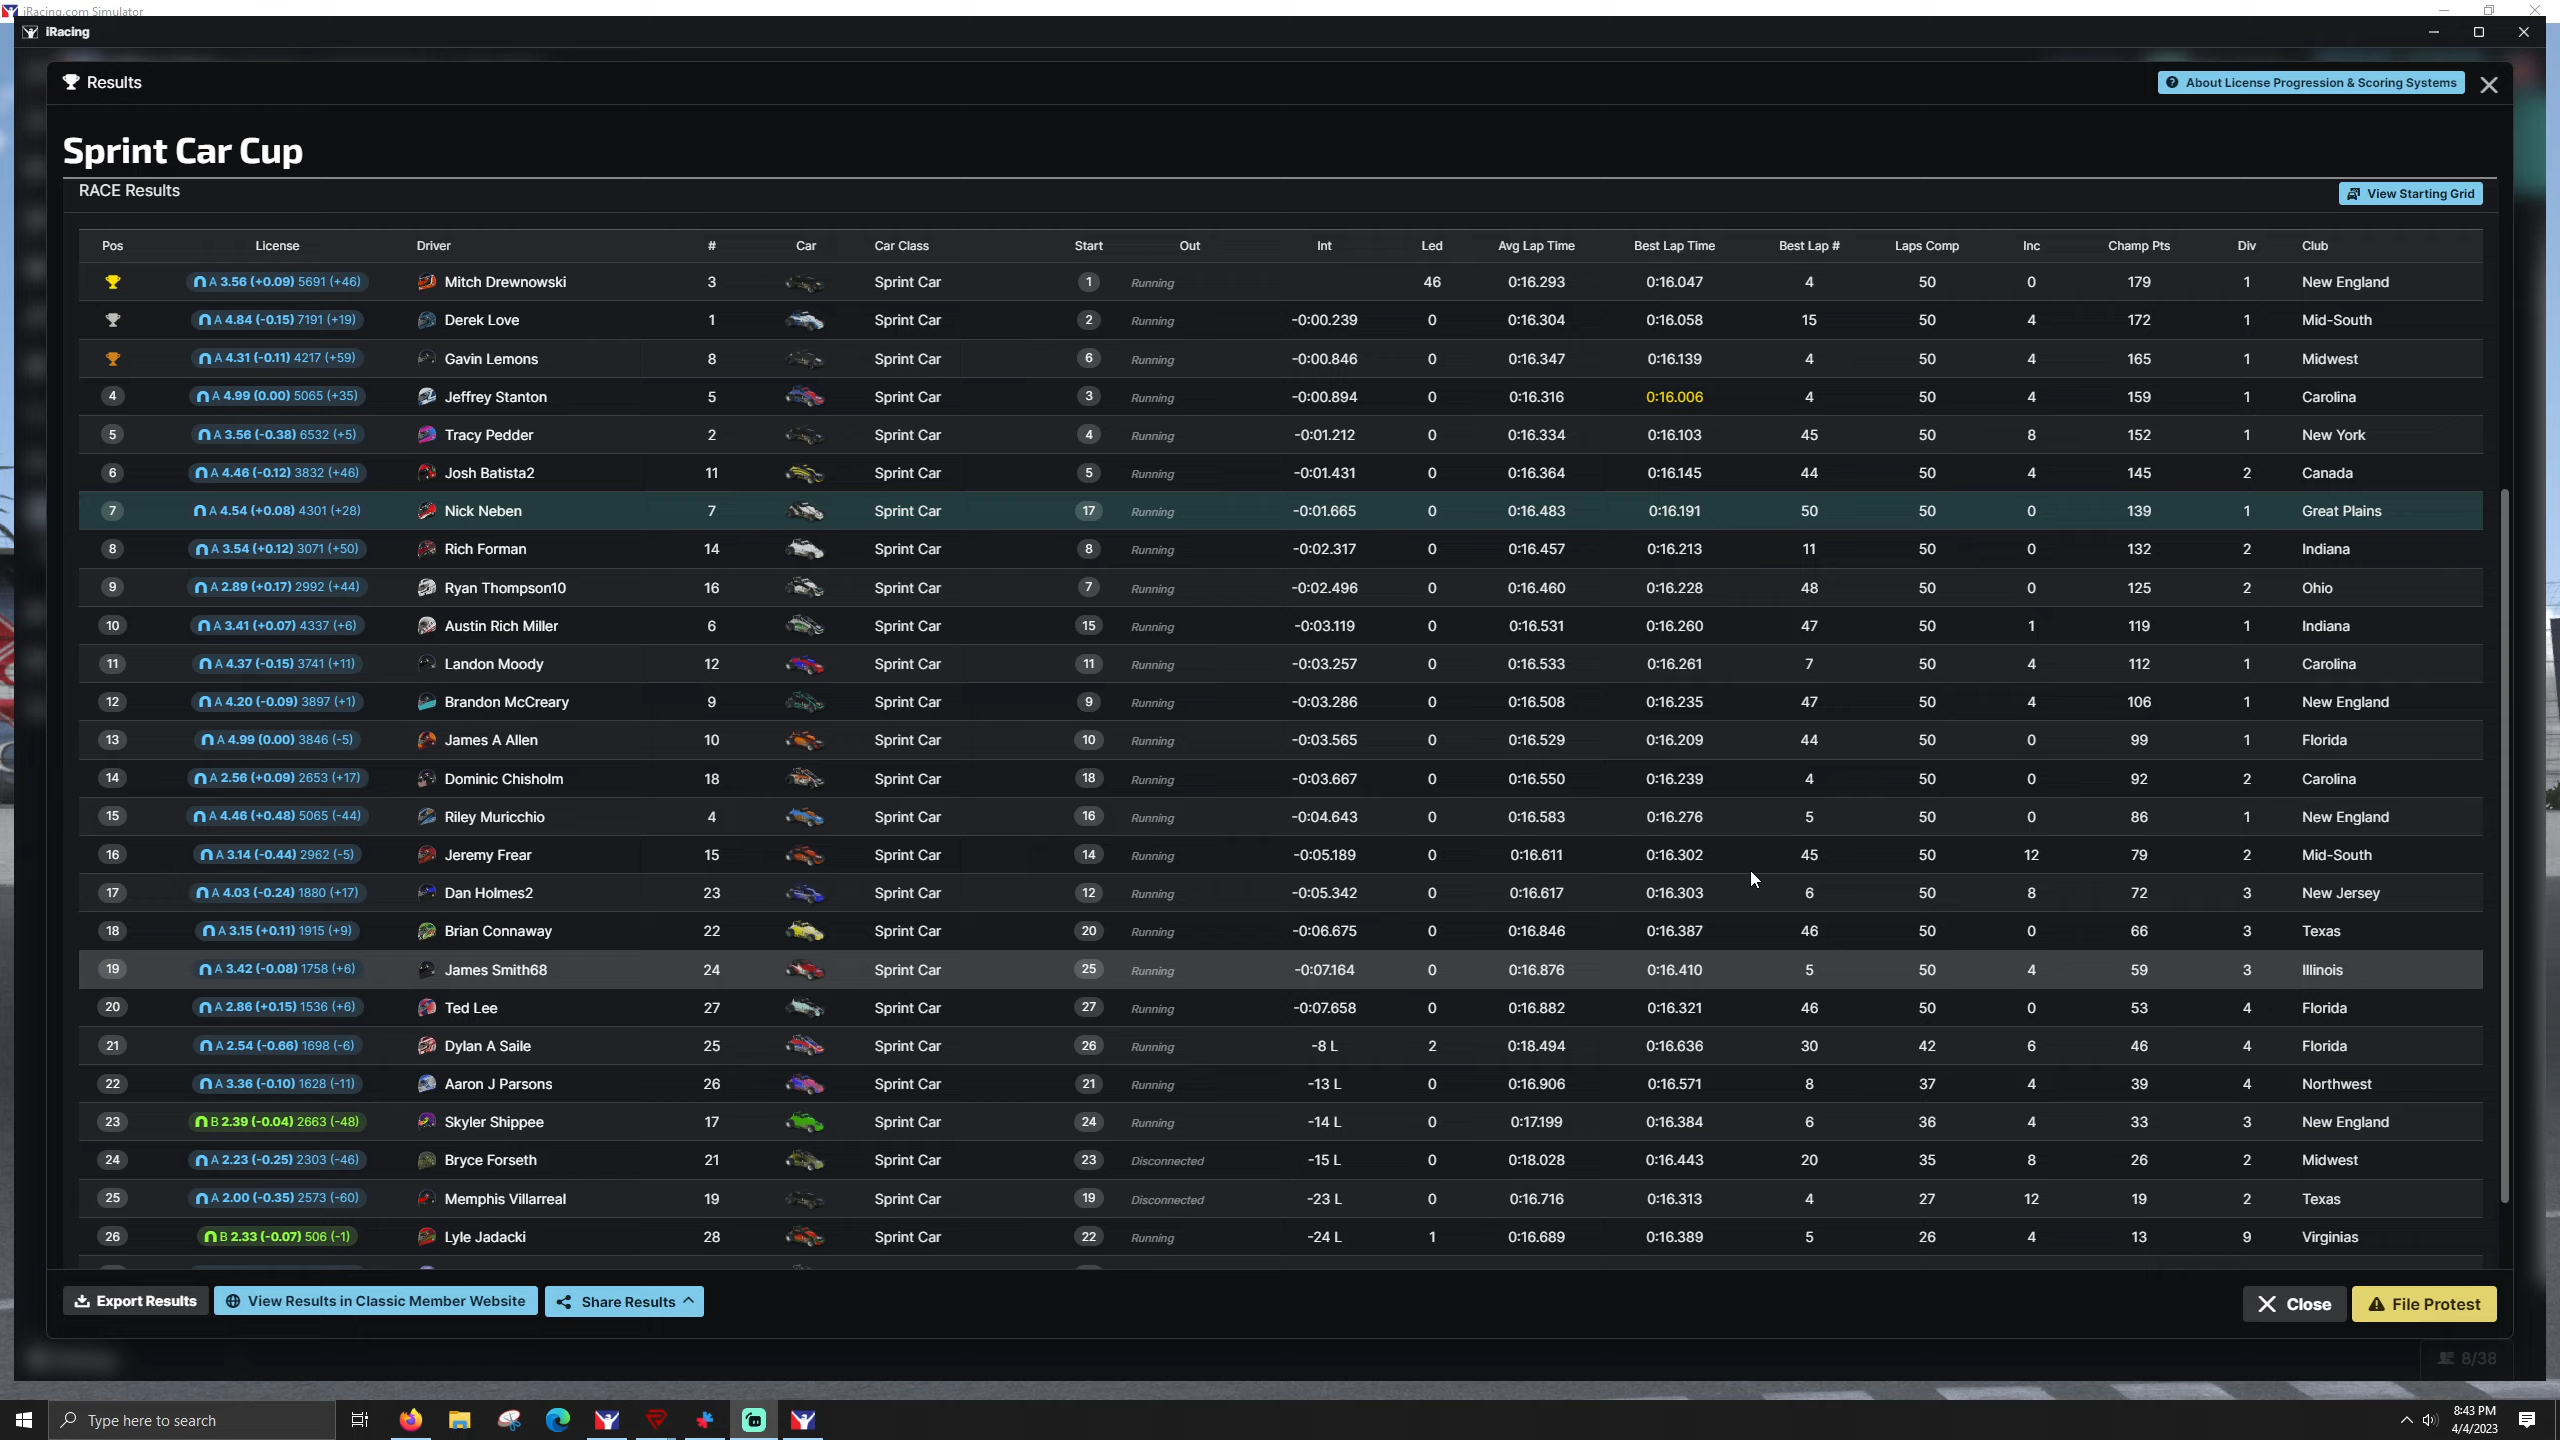 iRacing.com Simulator
iRacing
Results
About License Progression & Scoring Systems
Sprint Car Cup
RACE Results
View Starting Grid
Pos License Driver # Car Car Class Start Out Int Led Avg Lap Time Best Lap Time Best Lap # Laps Comp Inc Champ Pts Div Club
A 3.56 (+0.09) 5691 (+46) Mitch Drewnowski 3 Sprint Car 1 Running 46 0:16.293 0:16.047 4 50 0 179 1 New England
A 4.84 (-0.15) 7191 (+19) Derek Love 1 Sprint Car 2 Running -0:00.239 0 0:16.304 0:16.058 15 50 4 172 1 Mid-South
A 4.31 (-0.11) 4217 (+59) Gavin Lemons 8 Sprint Car 6 Running -0:00.846 0 0:16.347 0:16.139 4 50 4 165 1 Midwest
4 A 4.99 (0.00) 5065 (+35) Jeffrey Stanton 5 Sprint Car 3 Running -0:00.894 0 0:16.316 0:16.006 4 50 4 159 1 Carolina
5 A 3.56 (-0.38) 6532 (+5) Tracy Pedder 2 Sprint Car 4 Running -0:01.212 0 0:16.334 0:16.103 45 50 8 152 1 New York
6 A 4.46 (-0.12) 3832 (+46) Josh Batista2 11 Sprint Car 5 Running -0:01.431 0 0:16.364 0:16.145 44 50 4 145 2 Canada
7 A 4.54 (+0.08) 4301 (+28) Nick Neben 7 Sprint Car 17 Running -0:01.665 0 0:16.483 0:16.191 50 50 0 139 1 Great Plains
8 A 3.54 (+0.12) 3071 (+50) Rich Forman 14 Sprint Car 8 Running -0:02.317 0 0:16.457 0:16.213 11 50 0 132 2 Indiana
9 A 2.89 (+0.17) 2992 (+44) Ryan Thompson10 16 Sprint Car 7 Running -0:02.496 0 0:16.460 0:16.228 48 50 0 125 2 Ohio
10 A 3.41 (+0.07) 4337 (+6) Austin Rich Miller 6 Sprint Car 15 Running -0:03.119 0 0:16.531 0:16.260 47 50 1 119 1 Indiana
11 A 4.37 (-0.15) 3741 (+11) Landon Moody 12 Sprint Car 11 Running -0:03.257 0 0:16.533 0:16.261 7 50 4 112 1 Carolina
12 A 4.20 (-0.09) 3897 (+1) Brandon McCreary 9 Sprint Car 9 Running -0:03.286 0 0:16.508 0:16.235 47 50 4 106 1 New England
13 A 4.99 (0.00) 3846 (-5) James A Allen 10 Sprint Car 10 Running -0:03.565 0 0:16.529 0:16.209 44 50 0 99 1 Florida
14 A 2.56 (+0.09) 2653 (+17) Dominic Chisholm 18 Sprint Car 18 Running -0:03.667 0 0:16.550 0:16.239 4 50 0 92 2 Carolina
15 A 4.46 (+0.48) 5065 (-44) Riley Muricchio 4 Sprint Car 16 Running -0:04.643 0 0:16.583 0:16.276 5 50 0 86 1 New England
16 A 3.14 (-0.44) 2962 (-5) Jeremy Frear 15 Sprint Car 14 Running -0:05.189 0 0:16.611 0:16.302 45 50 12 79 2 Mid-South
17 A 4.03 (-0.24) 1880 (+17) Dan Holmes2 23 Sprint Car 12 Running -0:05.342 0 0:16.617 0:16.303 6 50 8 72 3 New Jersey
18 A 3.15 (+0.11) 1915 (+9) Brian Connaway 22 Sprint Car 20 Running -0:06.675 0 0:16.846 0:16.387 46 50 0 66 3 Texas
19 A 3.42 (-0.08) 1758 (+6) James Smith68 24 Sprint Car 25 Running -0:07.164 0 0:16.876 0:16.410 5 50 4 59 3 Illinois
20 A 2.86 (+0.15) 1536 (+6) Ted Lee 27 Sprint Car 27 Running -0:07.658 0 0:16.882 0:16.321 46 50 0 53 4 Florida
21 A 2.54 (-0.66) 1698 (-6) Dylan A Saile 25 Sprint Car 26 Running -8 L 2 0:18.494 0:16.636 30 42 6 46 4 Florida
22 A 3.36 (-0.10) 1628 (-11) Aaron J Parsons 26 Sprint Car 21 Running -13 L 0 0:16.906 0:16.571 8 37 4 39 4 Northwest
23 B 2.39 (-0.04) 2663 (-48) Skyler Shippee 17 Sprint Car 24 Running -14 L 0 0:17.199 0:16.384 6 36 4 33 3 New England
24 A 2.23 (-0.25) 2303 (-46) Bryce Forseth 21 Sprint Car 23 Disconnected -15 L 0 0:18.028 0:16.443 20 35 8 26 2 Midwest
25 A 2.00 (-0.35) 2573 (-60) Memphis Villarreal 19 Sprint Car 19 Disconnected -23 L 0 0:16.716 0:16.313 4 27 12 19 2 Texas
26 B 2.33 (-0.07) 506 (-1) Lyle Jadacki 28 Sprint Car 22 Running -24 L 1 0:16.689 0:16.389 5 26 4 13 9 Virginias
Export Results View Results in Classic Member Website Share Results Close File Protest
8/38
Type here to search
8:43 PM
4/4/2023